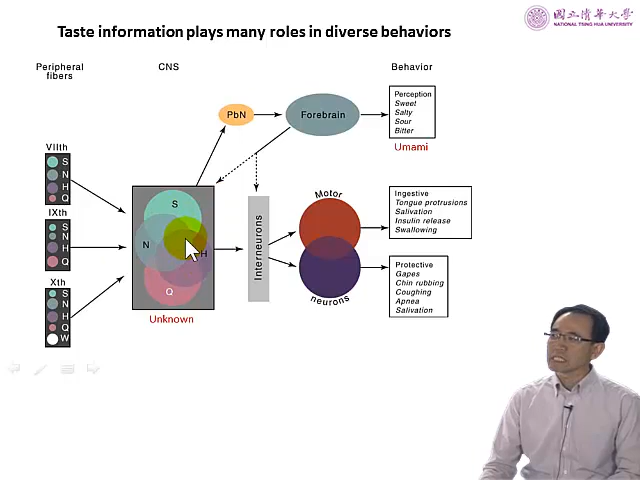 Taste information plays many roles in diverse behaviors
國立清華大學
NATIONAL TSING HUA UNIVERSITY
Peripheral
fibers
CNS
Behavior
PbN
Forebrain
Perception
Sweet
Salty
Sour
Bitter
Umami
VIIth
S
N
H
Q
IXth
S
N
H
Q
Xth
S
N
H
Q
W
S
N
H
Q
Unknown
Interneurons
Motor
neurons
Ingestive
Tongue protrusions
Salivation
Insulin release
Swallowing
Protective
Gapes
Chin rubbing
Coughing
Apnea
Salivation